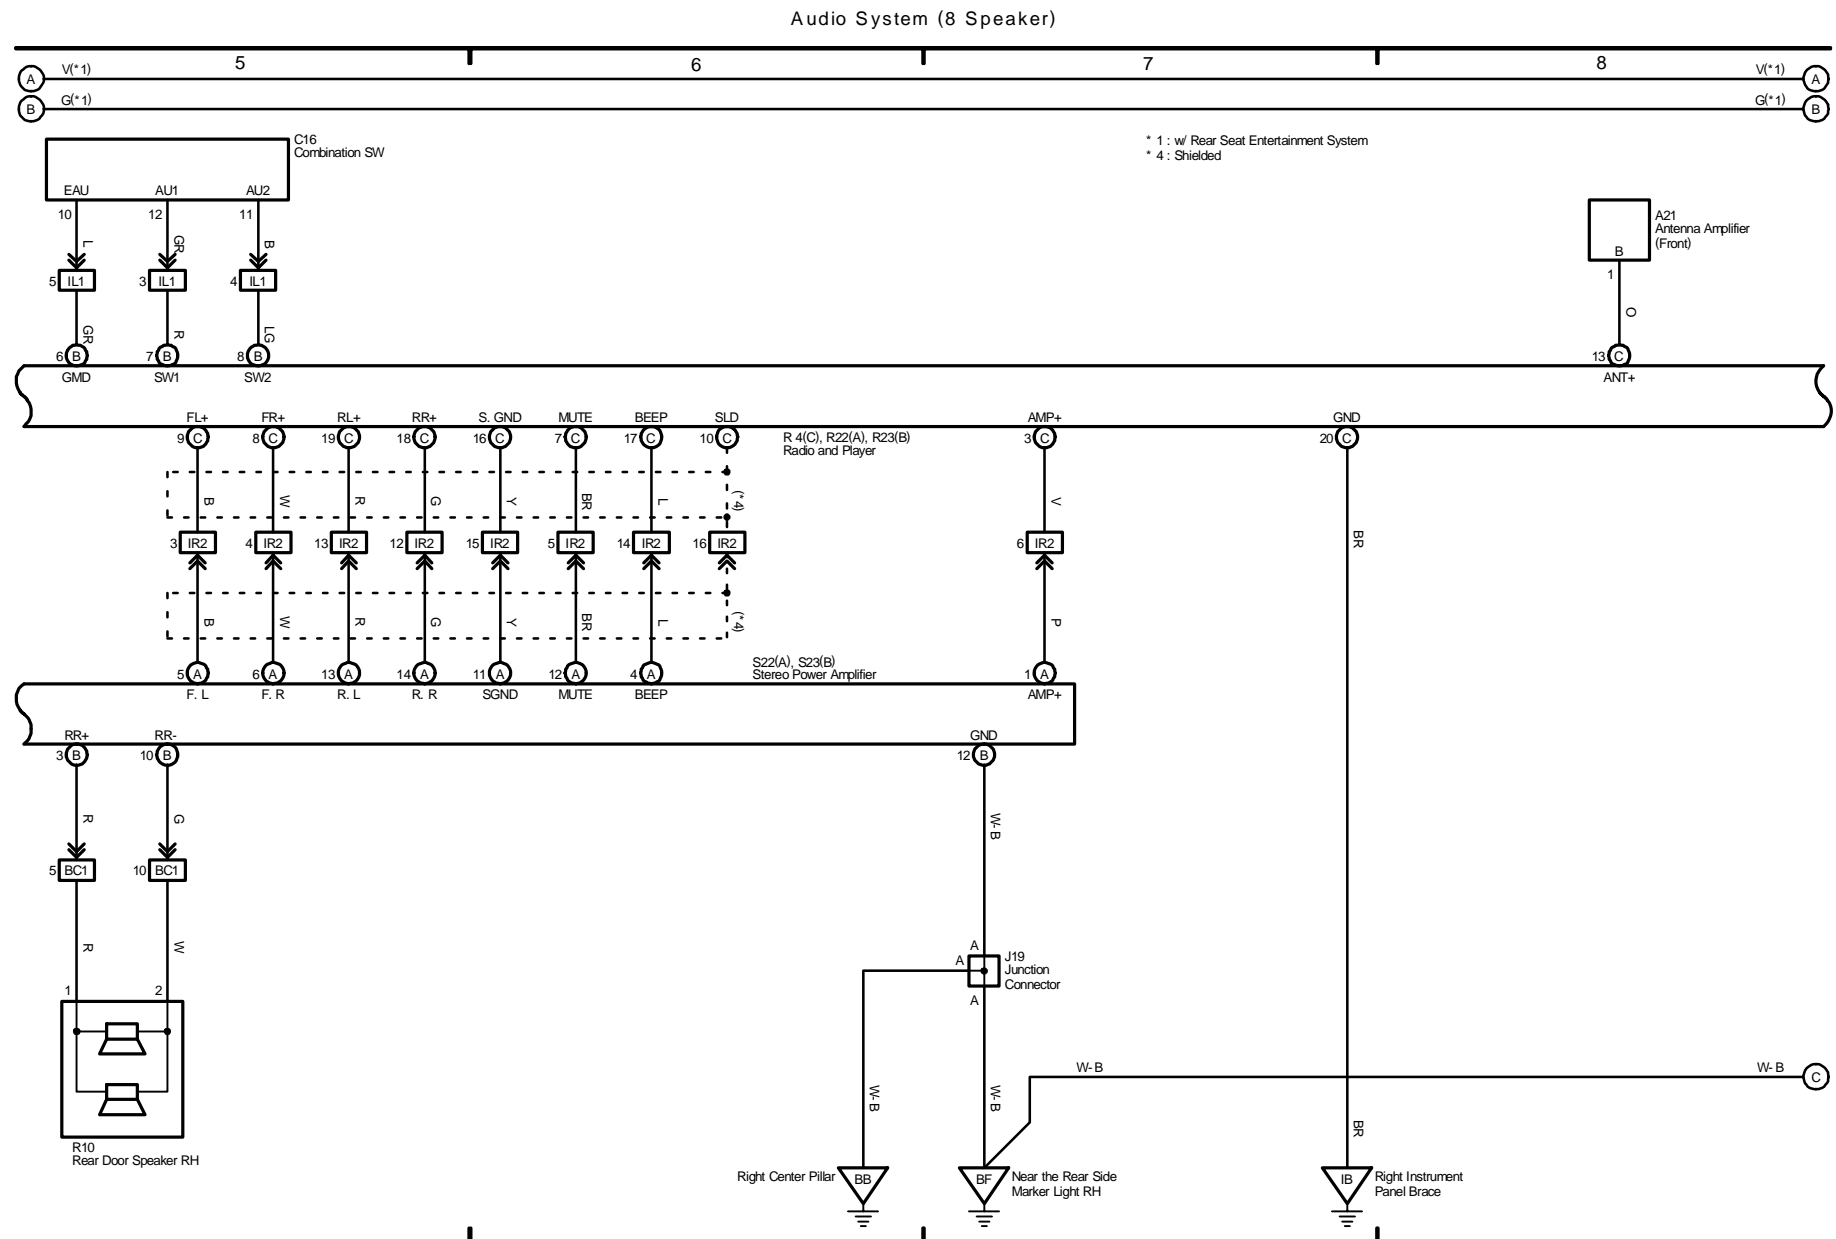 Audio System (8 Speaker)
5 6 7 8
A V(*1) V(*1) A
B G(*1) G(*1) B
C16
Combination SW
* 1 : w/ Rear Seat Entertainment System
* 4 : Shielded
EAU AU1 AU2
10 12 11
L GR B
5 IL1 3 IL1 4 IL1
GR R LG
6 B 7 B 8 B
GMD SW1 SW2
A21
Antenna Amplifier
(Front)
B
1
O
13 C
ANT+
FL+ FR+ RL+ RR+ S. GND MUTE BEEP SLD AMP+ GND
9 C 8 C 19 C 18 C 16 C 7 C 17 C 10 C 3 C 20 C
R 4(C), R22(A), R23(B)
Radio and Player
B W R G Y BR L (*4) V
3 IR2 4 IR2 13 IR2 12 IR2 15 IR2 5 IR2 14 IR2 16 IR2 6 IR2
BR
B W R G Y BR L (*4) P
S22(A), S23(B)
Stereo Power Amplifier
5 A 6 A 13 A 14 A 11 A 12 A 4 A 1 A
F. L F. R R. L R. R SGND MUTE BEEP AMP+
RR+ RR- GND
3 B 10 B 12 B
R G W-B
5 BC1 10 BC1
R W
1 2
A
A
A
J19
Junction
Connector
W-B W-B C
W-B W-B BR
R10
Rear Door Speaker RH
Right Center Pillar BB
BF Near the Rear Side
Marker Light RH
IB Right Instrument
Panel Brace